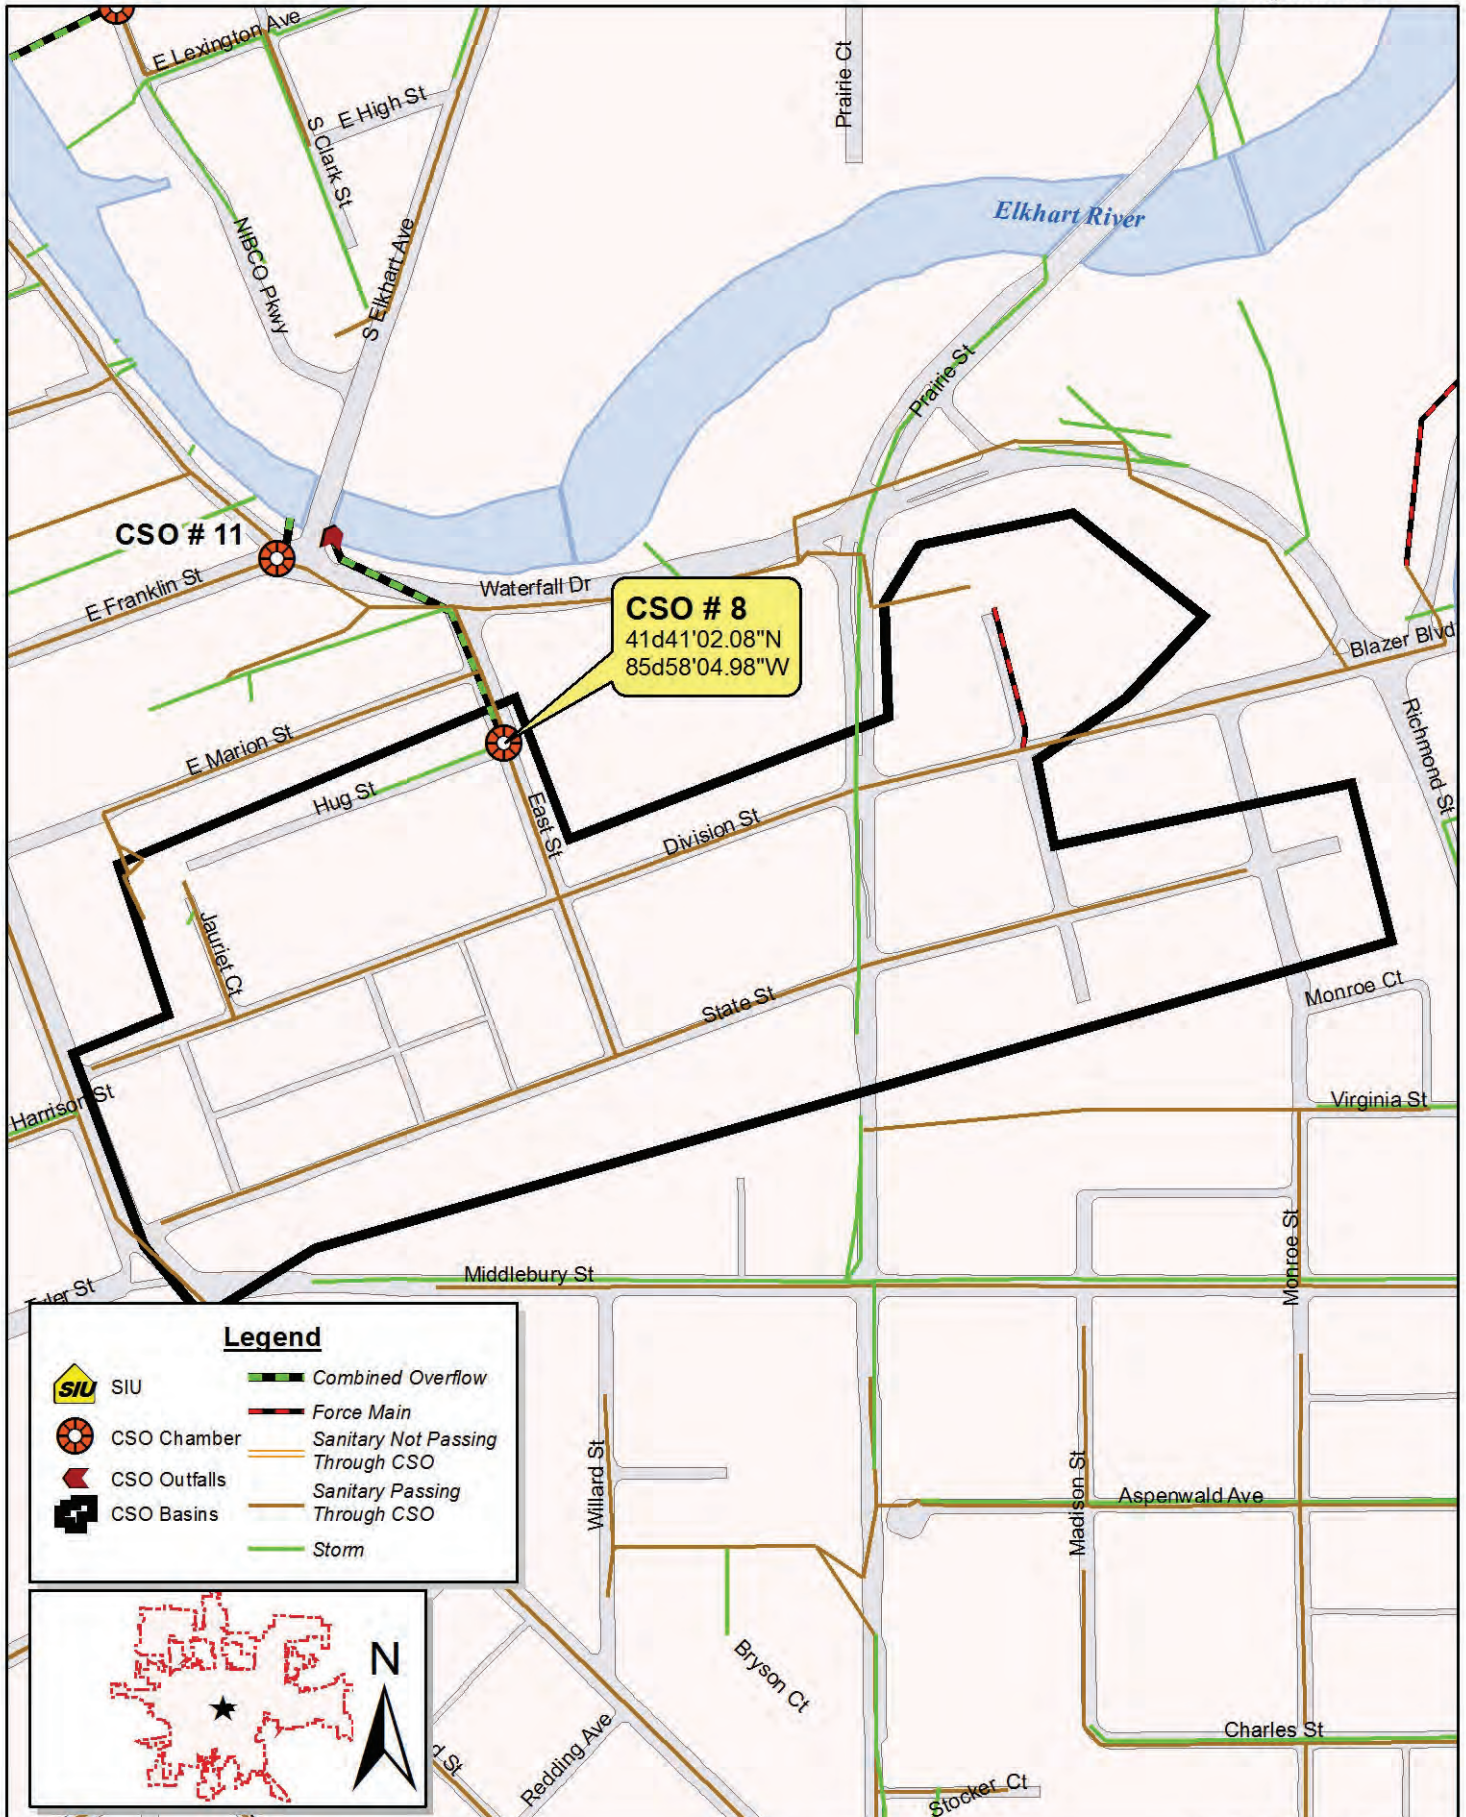 E Lexington Ave
E High St
S Clark St
NIBCO Pkwy
S Elkhart Ave
Prairie Ct
Elkhart River
Prairie St
CSO # 11
E Franklin St
Waterfall Dr
CSO # 8
41d41'02.08"N
85d58'04.98"W
Blazer Blvd
Richmond St
E Marion St
Hug St
East St
Division St
Jauriet Ct
State St
Monroe Ct
Harrison St
Virginia St
Monroe St
Middlebury St
Tyler St
Legend
SIU SIU
CSO Chamber
CSO Outfalls
CSO Basins
Combined Overflow
Force Main
Sanitary Not Passing
Through CSO
Sanitary Passing
Through CSO
Storm
N
Willard St
Madison St
Aspenwald Ave
Bryson Ct
Redding Ave
d St
Charles St
Stocker Ct